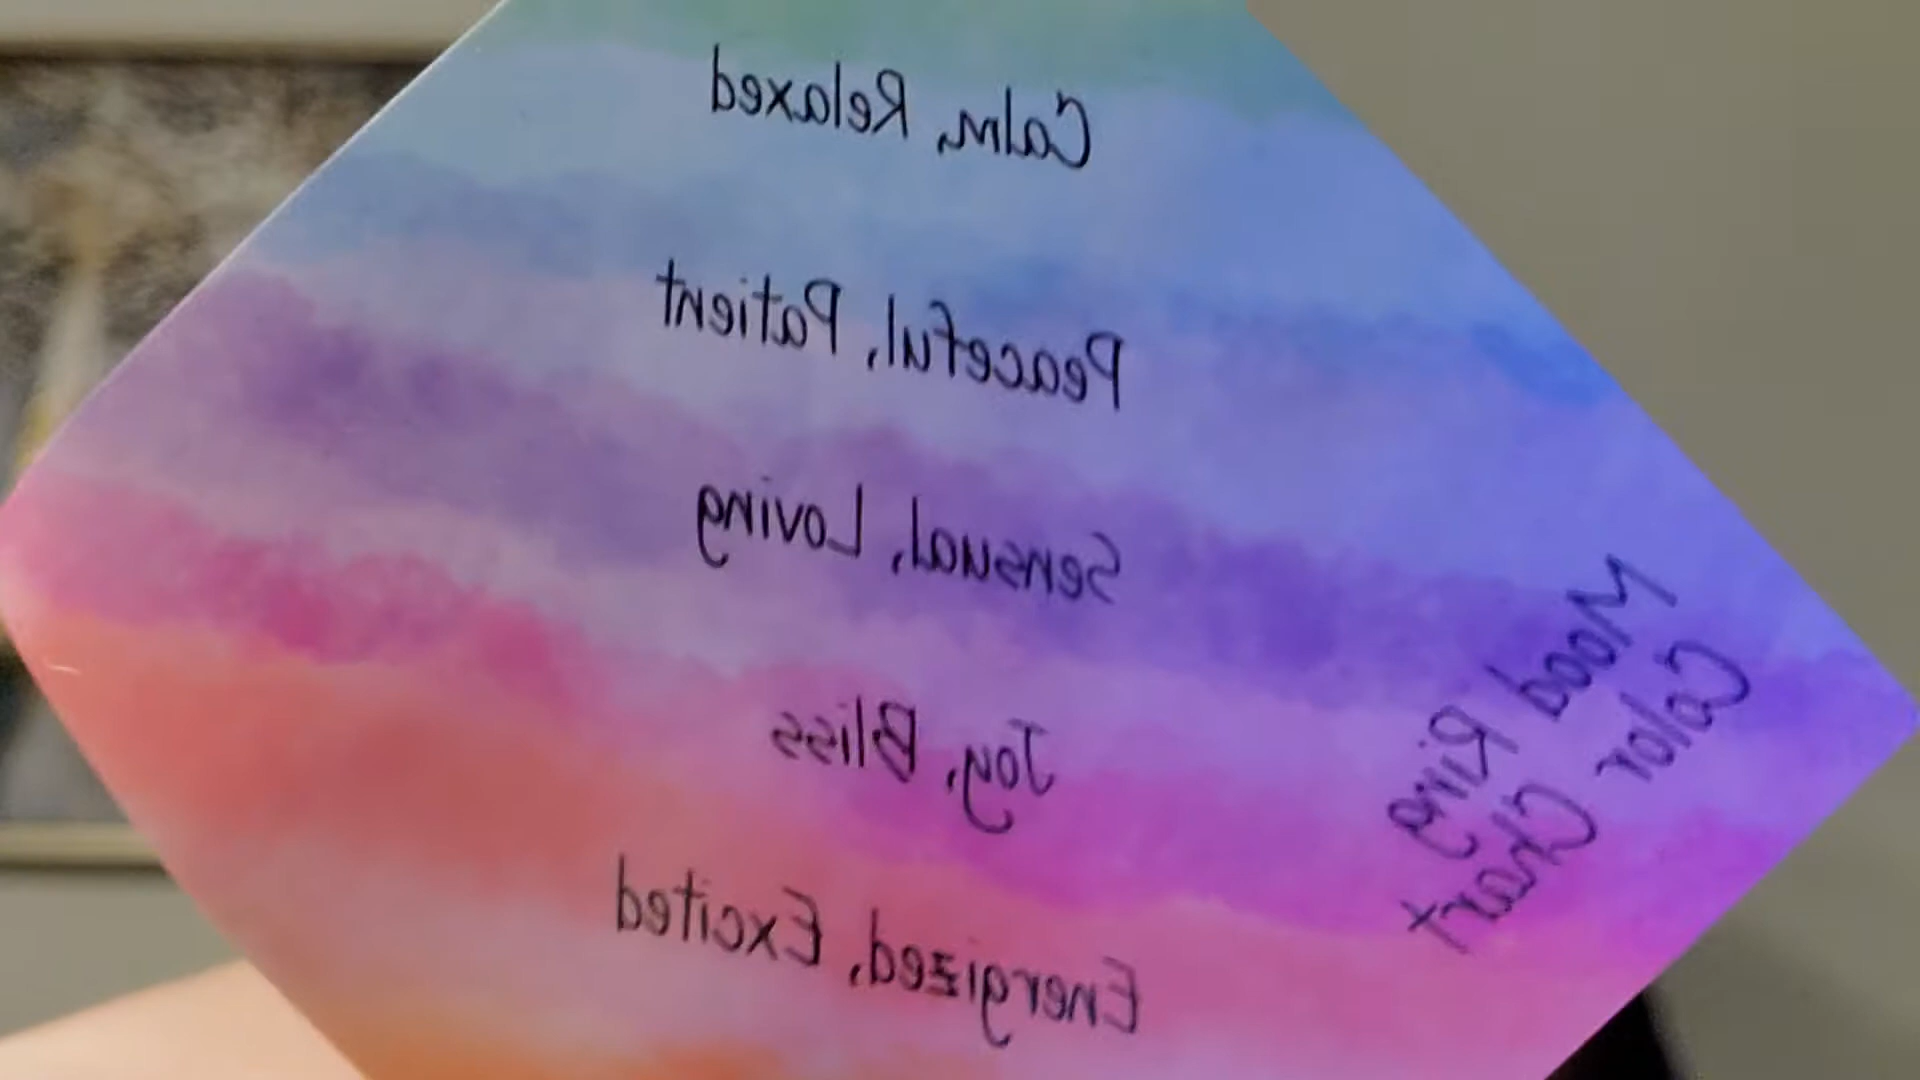 Calm, Relaxed
Peaceful, Patient
Sensual, Loving
Joy, Bliss
Energized, Excited
Mood Ring
Color Chart